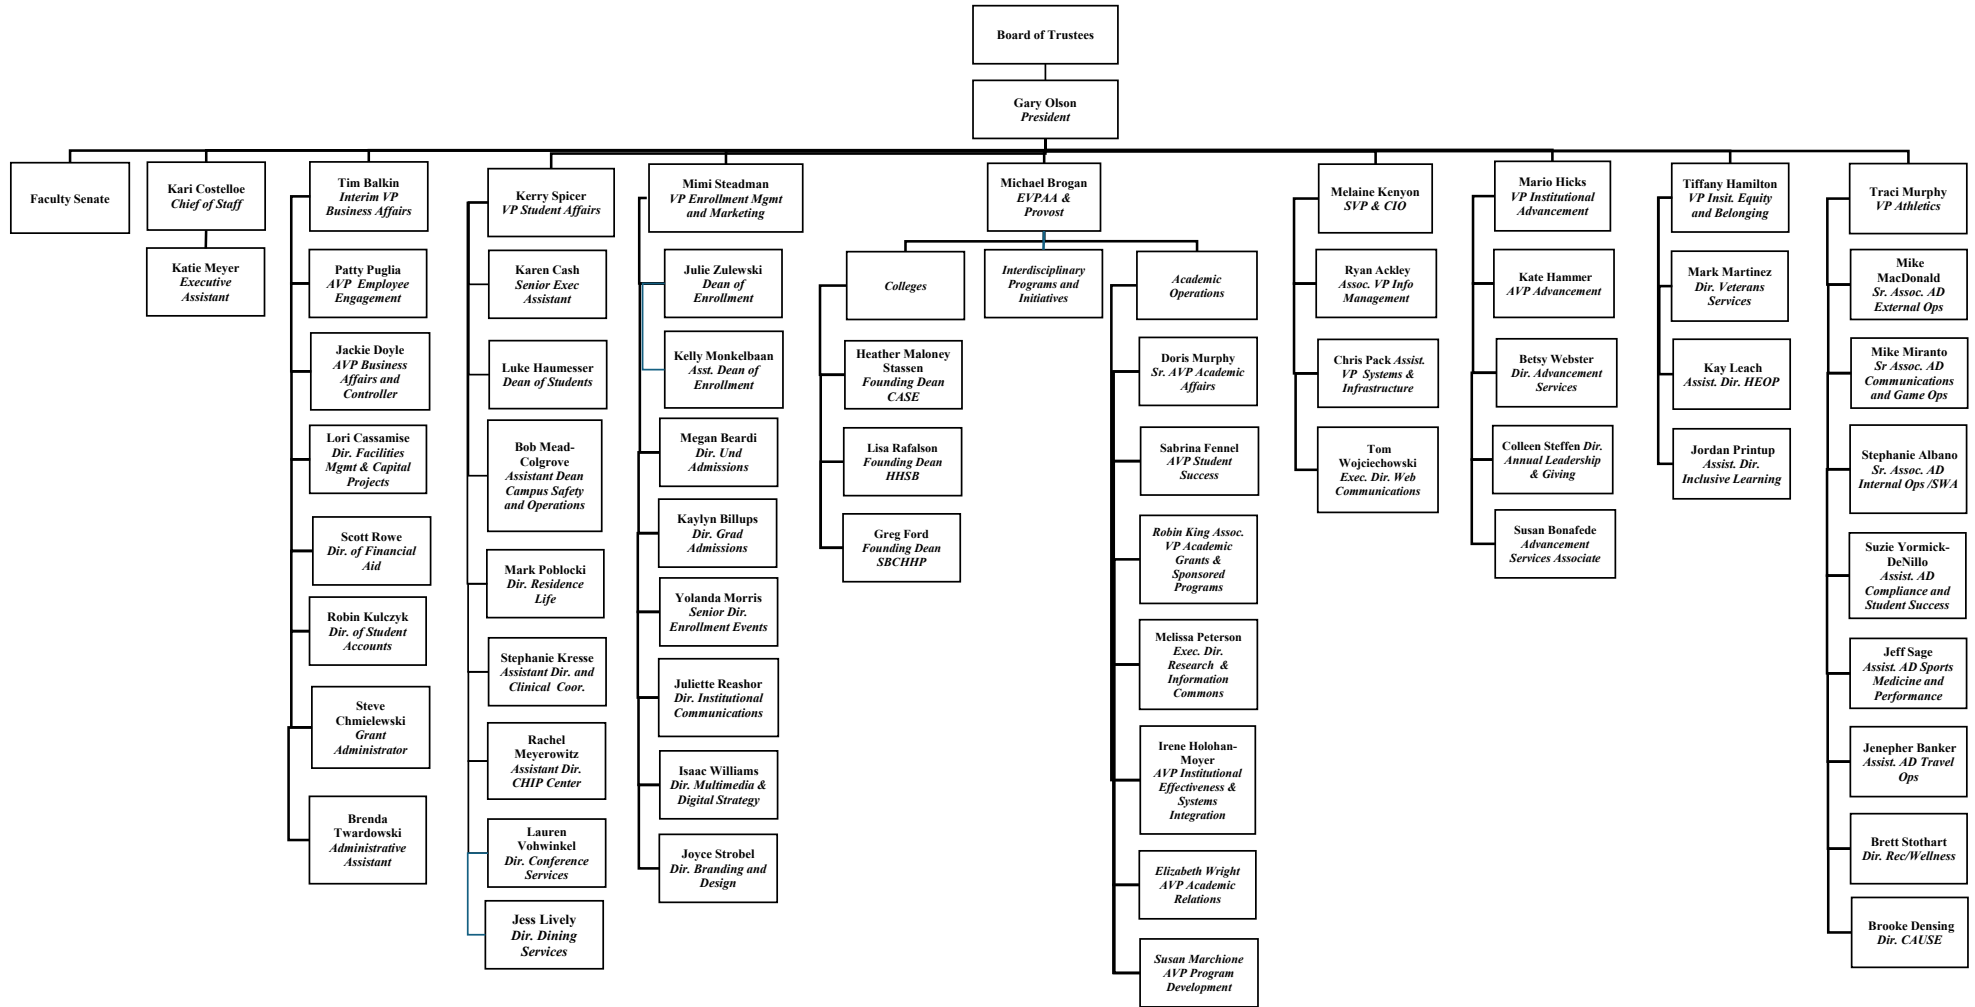 Board of Trustees
Gary Olson
President
Faculty Senate
Kari Costelloe
Chief of Staff
Katie Meyer
Executive
Assistant
Tim Balkin
Interim VP
Business Affairs
Patty Puglia
AVP Employee
Engagement
Jackie Doyle
AVP Business
Affairs and
Controller
Lori Cassamise
Dir. Facilities
Mgmt & Capital
Projects
Scott Rowe
Dir. of Financial
Aid
Robin Kulczyk
Dir. of Student
Accounts
Steve
Chmielewski
Grant
Administrator
Brenda
Twardowski
Administrative
Assistant
Kerry Spicer
VP Student Affairs
Karen Cash
Senior Exec
Assistant
Luke Haumesser
Dean of Students
Bob Mead-
Colgrove
Assistant Dean
Campus Safety
and Operations
Mark Poblocki
Dir. Residence
Life
Stephanie Kresse
Assistant Dir. and
Clinical Coor.
Rachel
Meyerowitz
Assistant Dir.
CHIP Center
Lauren
Vohwinkel
Dir. Conference
Services
Jess Lively
Dir. Dining
Services
Mimi Steadman
VP Enrollment Mgmt
and Marketing
Julie Zulewski
Dean of
Enrollment
Kelly Monkelbaan
Asst. Dean of
Enrollment
Megan Beardi
Dir. Und
Admissions
Kaylyn Billups
Dir. Grad
Admissions
Yolanda Morris
Senior Dir.
Enrollment Events
Juliette Reashor
Dir. Institutional
Communications
Isaac Williams
Dir. Multimedia &
Digital Strategy
Joyce Strobel
Dir. Branding and
Design
Michael Brogan
EVPAA &
Provost
Colleges
Heather Maloney
Stassen
Founding Dean
CASE
Lisa Rafalson
Founding Dean
HHSB
Greg Ford
Founding Dean
SBCHHP
Interdisciplinary
Programs and
Initiatives
Academic
Operations
Doris Murphy
Sr. AVP Academic
Affairs
Sabrina Fennel
AVP Student
Success
Robin King Assoc.
VP Academic
Grants &
Sponsored
Programs
Melissa Peterson
Exec. Dir.
Research &
Information
Commons
Irene Holohan-
Moyer
AVP Institutional
Effectiveness &
Systems
Integration
Elizabeth Wright
AVP Academic
Relations
Susan Marchione
AVP Program
Development
Melaine Kenyon
SVP & CIO
Ryan Ackley
Assoc. VP Info
Management
Chris Pack Assist.
VP Systems &
Infrastructure
Tom
Wojciechowski
Exec. Dir. Web
Communications
Mario Hicks
VP Institutional
Advancement
Kate Hammer
AVP Advancement
Betsy Webster
Dir. Advancement
Services
Colleen Steffen Dir.
Annual Leadership
& Giving
Susan Bonafede
Advancement
Services Associate
Tiffany Hamilton
VP Insit. Equity
and Belonging
Mark Martinez
Dir. Veterans
Services
Kay Leach
Assist. Dir. HEOP
Jordan Printup
Assist. Dir.
Inclusive Learning
Traci Murphy
VP Athletics
Mike
MacDonald
Sr. Assoc. AD
External Ops
Mike Miranto
Sr Assoc. AD
Communications
and Game Ops
Stephanie Albano
Sr. Assoc. AD
Internal Ops /SWA
Suzie Yormick-
DeNillo
Assist. AD
Compliance and
Student Success
Jeff Sage
Assist. AD Sports
Medicine and
Performance
Jenepher Banker
Assist. AD Travel
Ops
Brett Stothart
Dir. Rec/Wellness
Brooke Densing
Dir. CAUSE